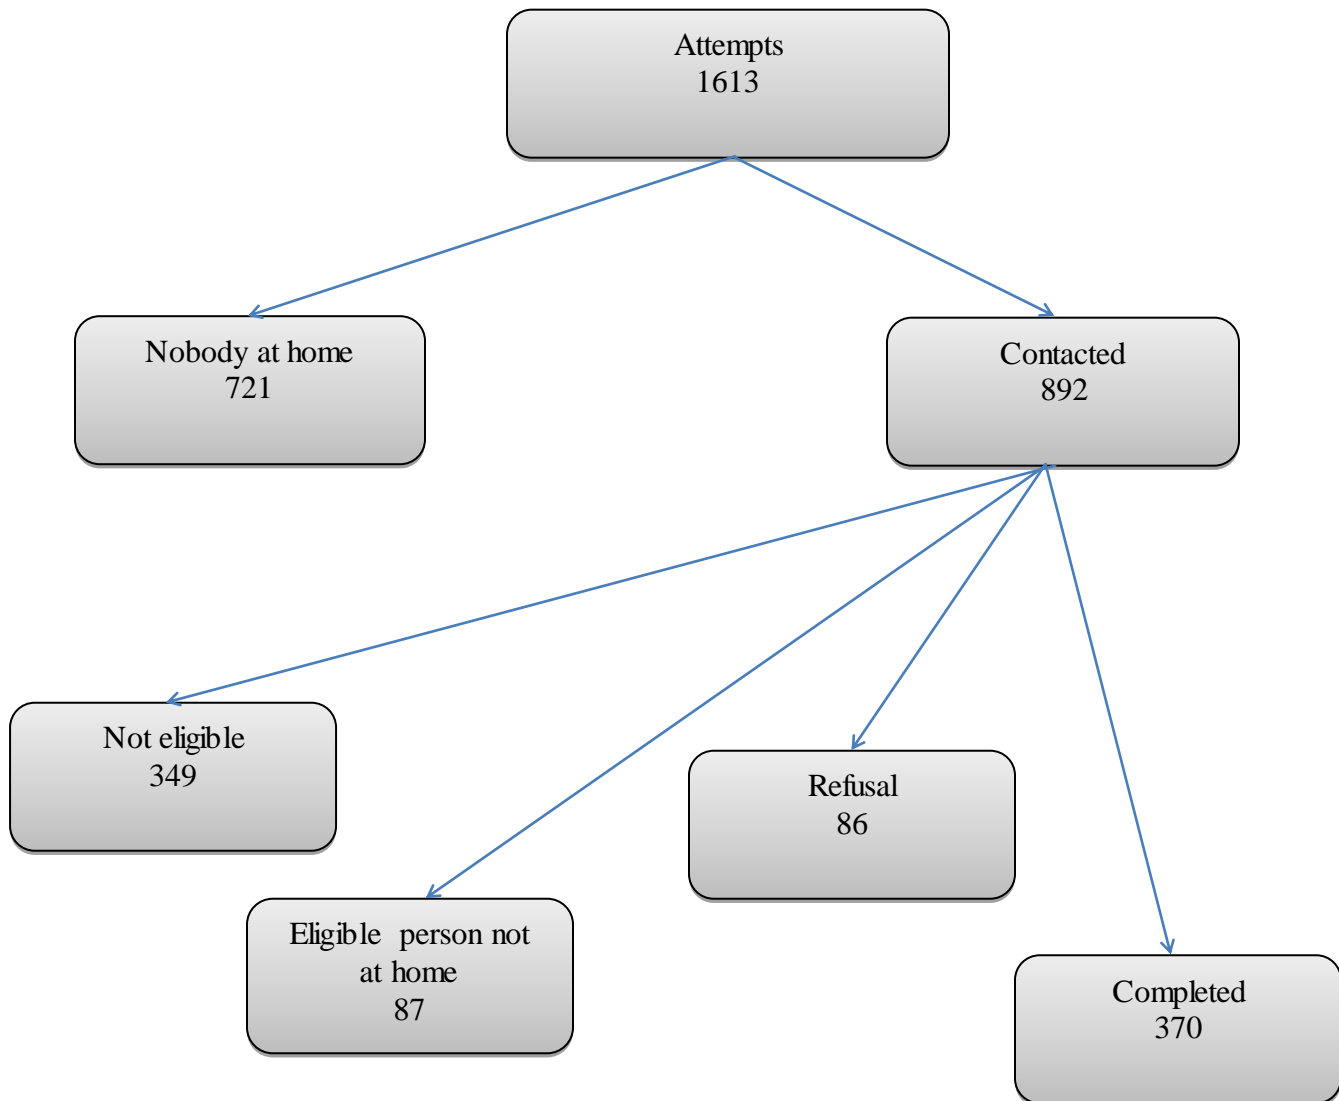 Attempts
1613
Nobody at home
721
Contacted
892
Not eligible
349
Refusal
86
Eligible person not
at home
87
Completed
370